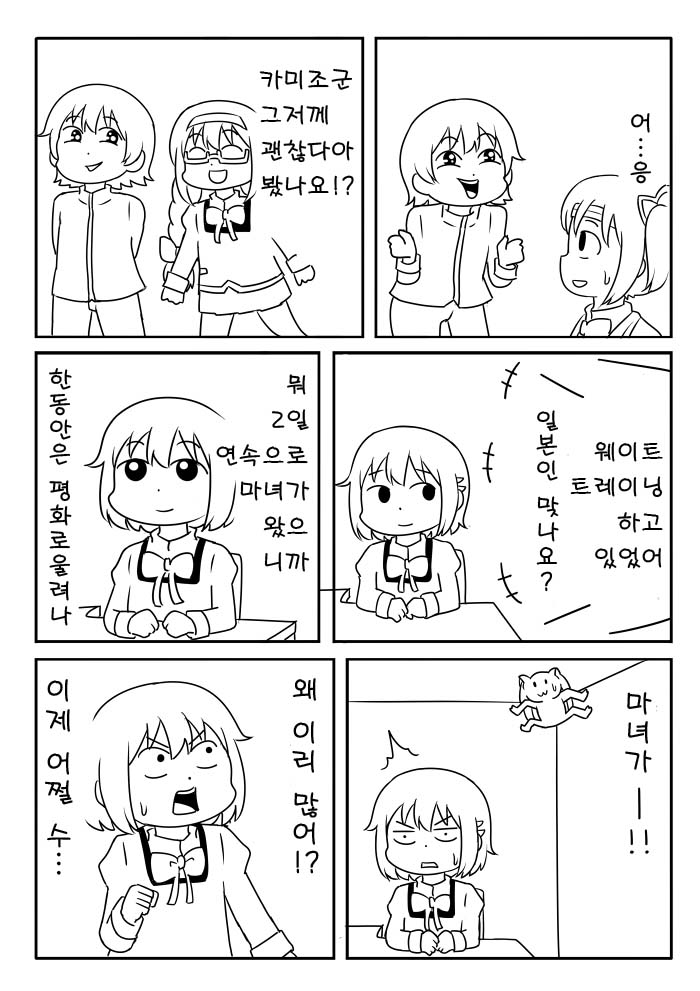 어…응
카미조군
그저께
괜찮다아
봤나요!?
웨이트
트레이닝
하고
있었어
일본인 맞나요?
뭐
2일
연속으로
마녀가
왔으
니까
한동안은 평화로울려나
마녀가ー!!
왜 이리 많어!?
이제 어쩔 수…